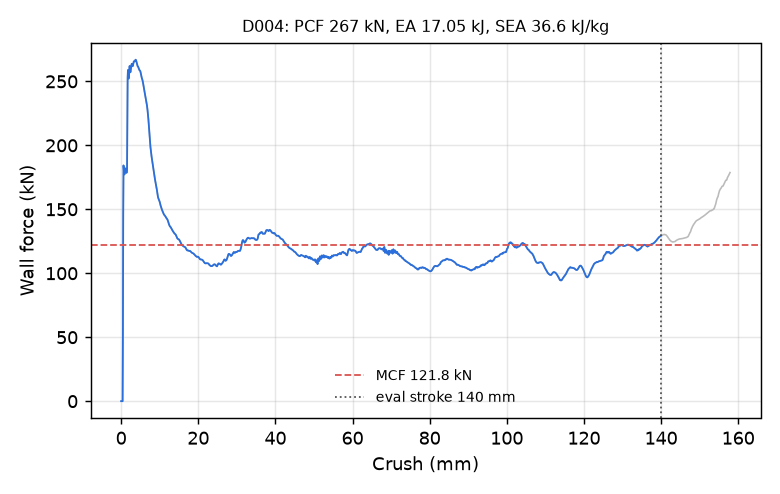 D004: PCF 267 kN, EA 17.05 kJ, SEA 36.6 kJ/kg
Wall force (kN)
250
200
150
100
50
0
MCF 121.8 kN
eval stroke 140 mm
0 20 40 60 80 100 120 140 160
Crush (mm)